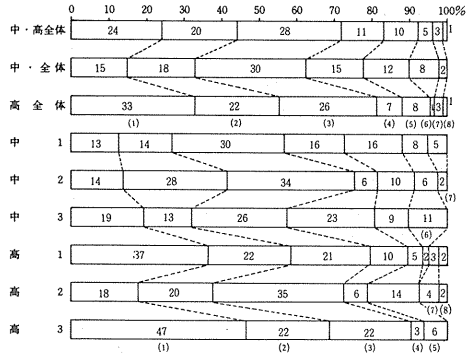 0 10 20 30 40 50 60 70 80 90 100%
中・高全体 24 20 28 11 10 5 3 1
中・全体 15 18 30 15 12 8 2
高全体 33 22 26 7 8 1 3 1
(1) (2) (3) (4) (5) (6) (7) (8)
中 1 13 14 30 16 16 8 5
中 2 14 28 34 6 10 6 2
(7)
中 3 19 13 26 23 9 11
(6)
高 1 37 22 21 10 5 2 3 2
高 2 18 20 35 6 14 4 2
(7) (8)
高 3 47 22 22 3 6
(1) (2) (3) (4) (5)